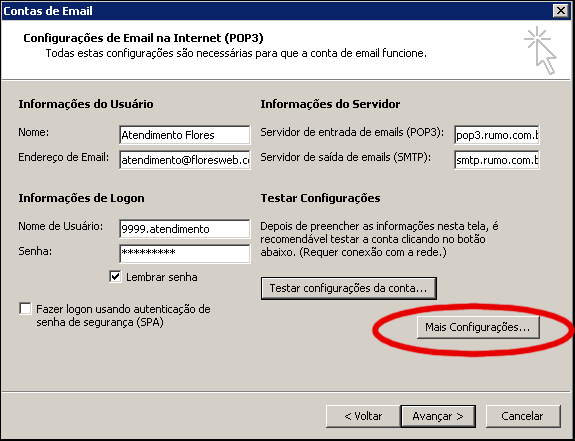 Contas de Email
Configurações de Email na Internet (POP3)
Todas estas configurações são necessárias para que a conta de email funcione.
Informações do Usuário
Nome: Atendimento Flores
Endereço de Email: atendimento@floresweb.co
Informações do Servidor
Servidor de entrada de emails (POP3): pop3.rumo.com.b
Servidor de saída de emails (SMTP): smtp.rumo.com.b
Informações de Logon
Nome de Usuário: 9999.atendimento
Senha: *********
Lembrar senha
Fazer logon usando autenticação de
senha de segurança (SPA)
Testar Configurações
Depois de preencher as informações nesta tela, é
recomendável testar a conta clicando no botão
abaixo. (Requer conexão com a rede.)
Testar configurações da conta...
Mais Configurações...
< Voltar
Avançar >
Cancelar